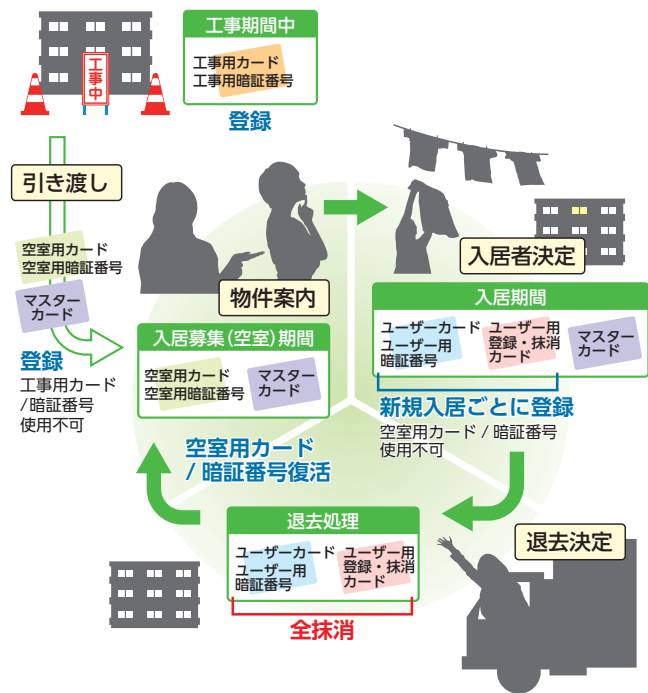 工事中
工事期間中
工事用カード
工事用暗証番号
登録
引き渡し
空室用カード
空室用暗証番号
マスター
カード
登録
工事用カード
/暗証番号
使用不可
物件案内
入居募集(空室)期間
空室用カード
空室用暗証番号
マスター
カード
入居者決定
入居期間
ユーザーカード
ユーザー用
暗証番号
ユーザー用
登録・抹消
カード
マスター
カード
新規入居ごとに登録
空室用カード / 暗証番号
使用不可
退去決定
退去処理
ユーザーカード
ユーザー用
暗証番号
ユーザー用
登録・抹消
カード
全抹消
空室用カード
/ 暗証番号復活